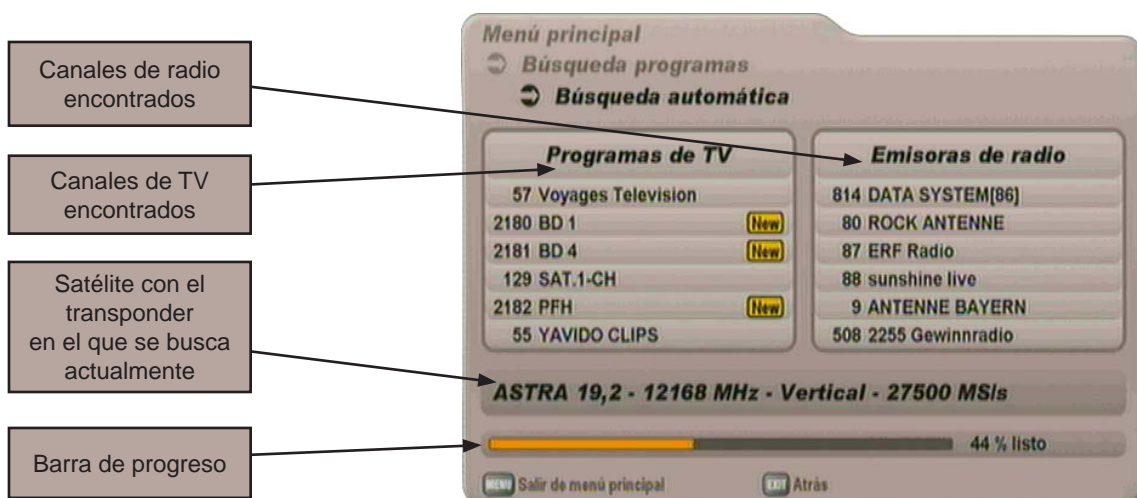 Canales de radio
encontrados
Canales de TV
encontrados
Satélite con el
transponder
en el que se busca
actualmente
Barra de progreso
Menú principal
Búsqueda programas
Búsqueda automática
Programas de TV
57 Voyages Television
2180 BD 1 New
2181 BD 4 New
129 SAT.1-CH
2182 PFH New
55 YAVIDO CLIPS
Emisoras de radio
814 DATA SYSTEM[86]
80 ROCK ANTENNE
87 ERF Radio
88 sunshine live
9 ANTENNE BAYERN
508 2255 Gewinnradio
ASTRA 19,2 - 12168 MHz - Vertical - 27500 MS/s
44 % listo
MENU Salir de menú principal
EXIT Atrás